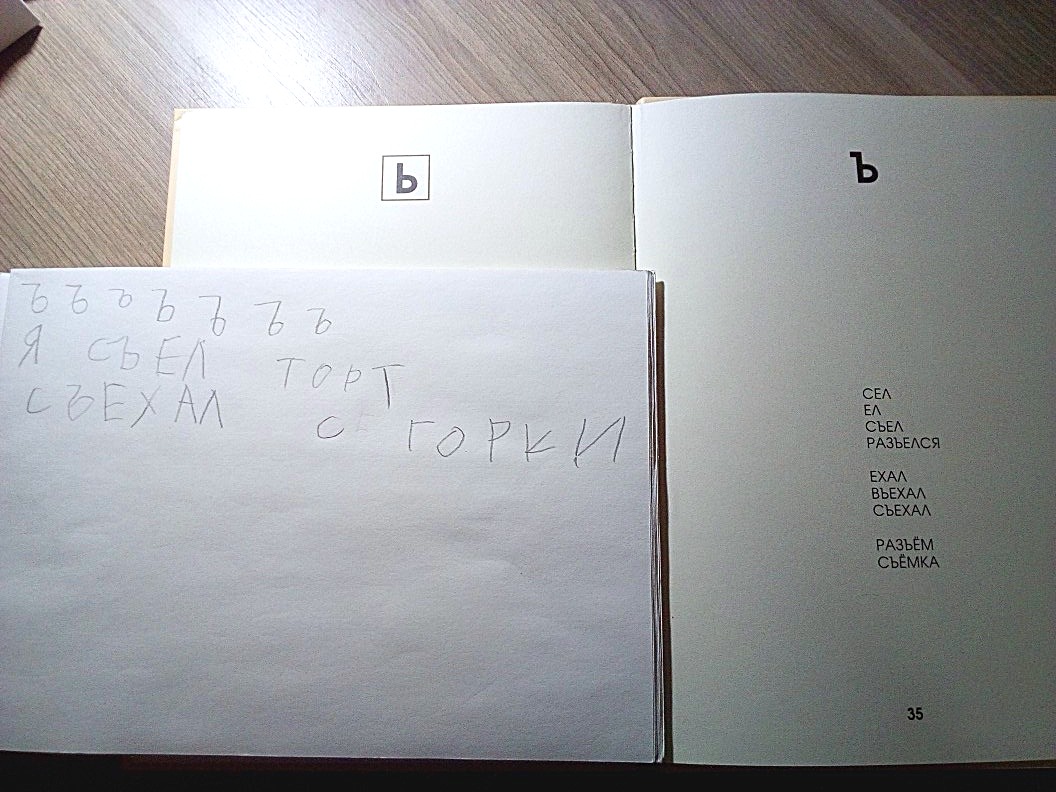 Ь
Ъ
Ъ Ъ Ъ Ъ Ъ Ъ Ъ
Я СЪЕЛ ТОРТ
СЪЕХАЛ С ГОРКИ
СЕЛ
ЕЛ
СЪЕЛ
РАЗЪЕЛСЯ
ЕХАЛ
ВЪЕХАЛ
СЪЕХАЛ
РАЗЪЁМ
СЪЁМКА
35